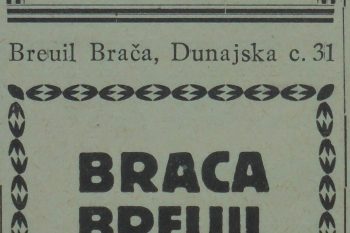 Breuil Brača, Dunajska c. 31
BRACA
BREUIL